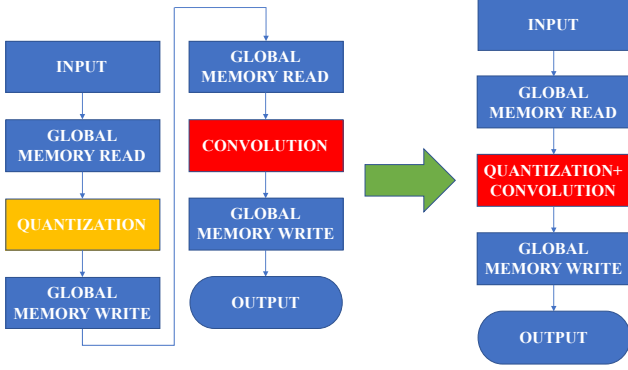 INPUT
GLOBAL
MEMORY READ
QUANTIZATION
GLOBAL
MEMORY WRITE
GLOBAL
MEMORY READ
CONVOLUTION
GLOBAL
MEMORY WRITE
OUTPUT
INPUT
GLOBAL
MEMORY READ
QUANTIZATION+
CONVOLUTION
GLOBAL
MEMORY WRITE
OUTPUT